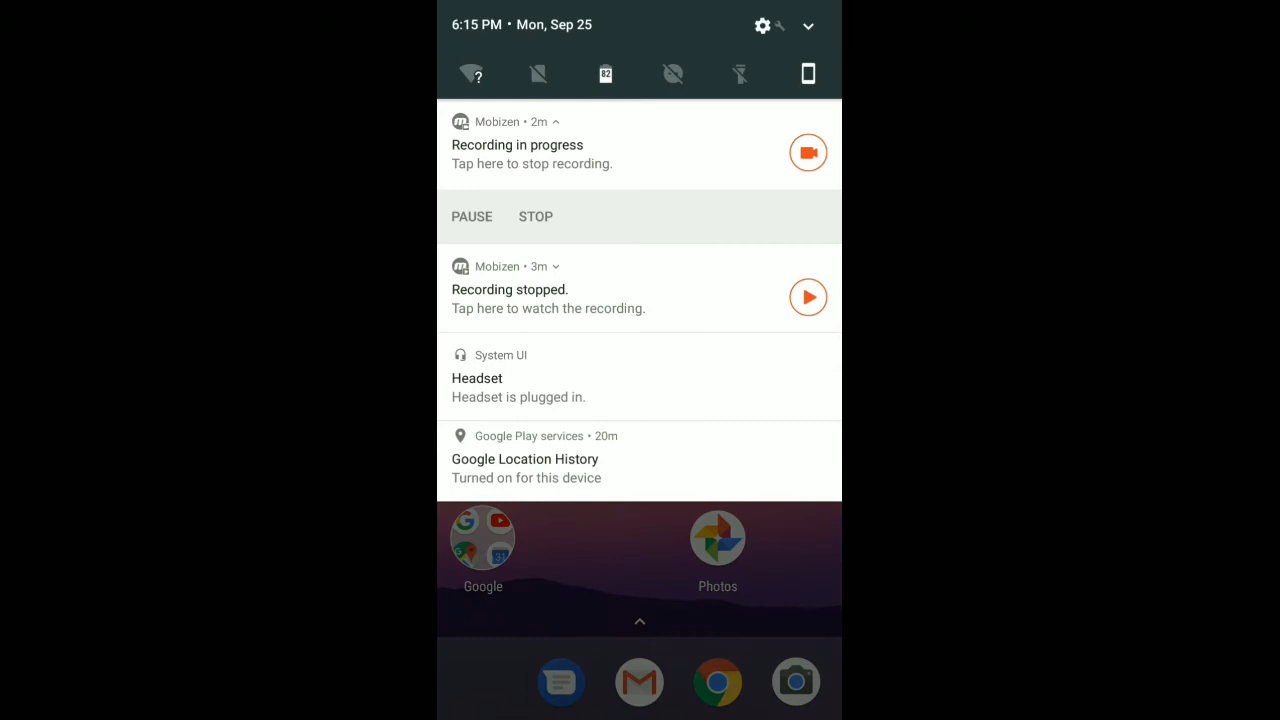 6:15 PM • Mon, Sep 25
?
82
Mobizen • 2m
Recording in progress
Tap here to stop recording.
PAUSE STOP
Mobizen • 3m
Recording stopped.
Tap here to watch the recording.
System UI
Headset
Headset is plugged in.
Google Play services • 20m
Google Location History
Turned on for this device
31
Google Photos